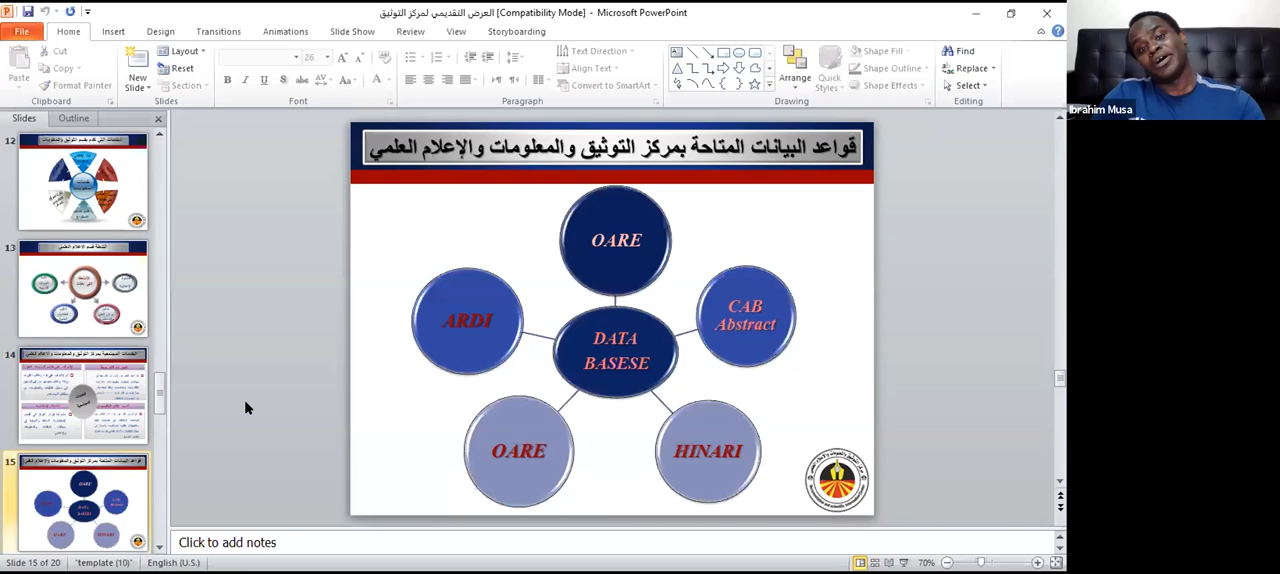 العرض التقديمي لمركز التوثيق [Compatibility Mode] - Microsoft PowerPoint
File Home Insert Design Transitions Animations Slide Show Review View Storyboarding
Cut
Copy
Format Painter
Paste
Clipboard
New
Slide
Layout
Reset
Section
Slides
26
Font
Paragraph
Text Direction
Align Text
Convert to SmartArt
Arrange
Quick
Styles
Shape Fill
Shape Outline
Shape Effects
Drawing
Find
Replace
Select
Editing
Ibrahim Musa
Slides Outline
12
13
14
15
قواعد البيانات المتاحة بمركز التوثيق والمعلومات والإعلام العلمي
OARE
ARDI
CAB
Abstract
DATA
BASESE
OARE
HINARI
Click to add notes
Slide 15 of 20 "template (10)" English (U.S.) 70%